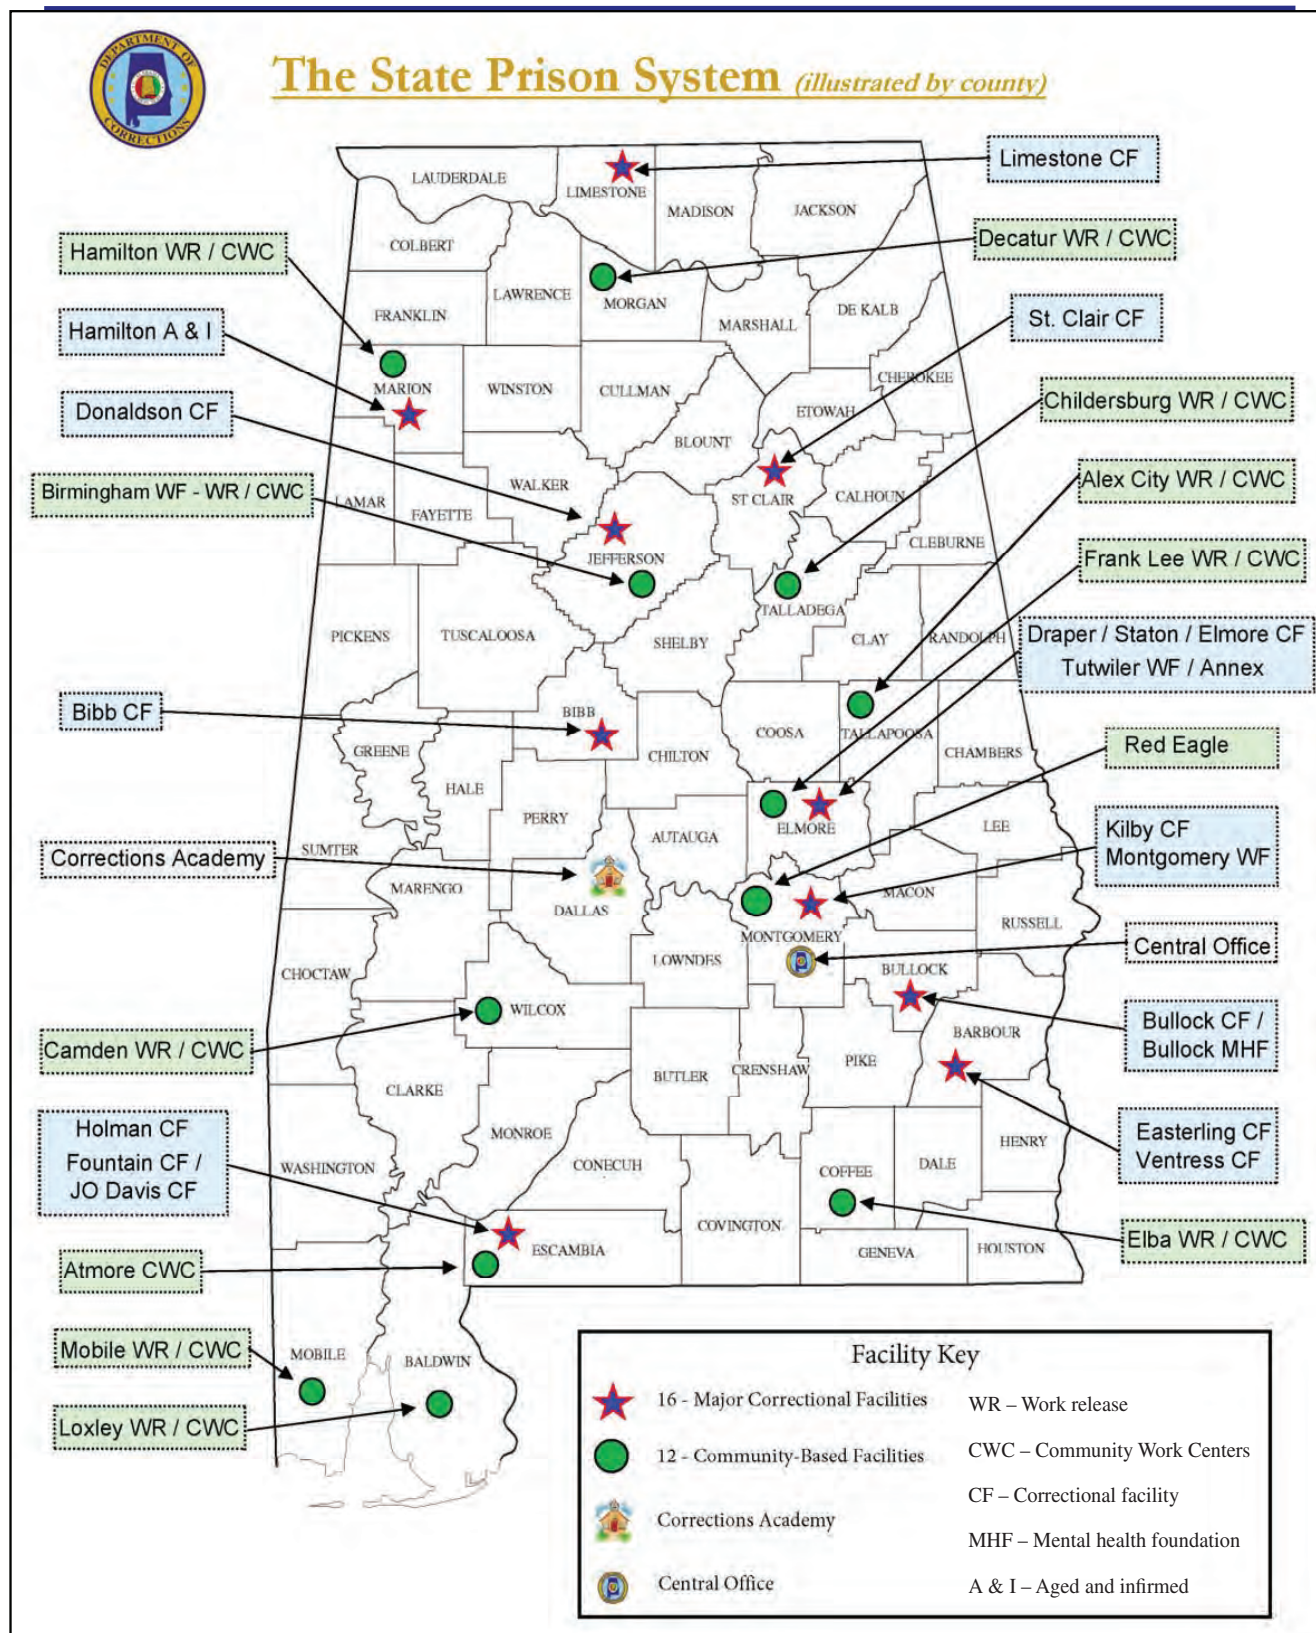 DEPARTMENT OF
CORRECTIONS
The State Prison System (illustrated by county)
Limestone CF
Decatur WR / CWC
St. Clair CF
Childersburg WR / CWC
Alex City WR / CWC
Frank Lee WR / CWC
Draper / Staton / Elmore CF
Tutwiler WF / Annex
Red Eagle
Kilby CF
Montgomery WF
Central Office
Bullock CF /
Bullock MHF
Easterling CF
Ventress CF
Elba WR / CWC
Hamilton WR / CWC
Hamilton A & I
Donaldson CF
Birmingham WF - WR / CWC
Bibb CF
Corrections Academy
Camden WR / CWC
Holman CF
Fountain CF /
JO Davis CF
Atmore CWC
Mobile WR / CWC
Loxley WR / CWC
LAUDERDALE
LIMESTONE
MADISON
JACKSON
COLBERT
LAWRENCE
MORGAN
FRANKLIN
MARSHALL
DE KALB
MARION
WINSTON
CULLMAN
CHEROKEE
ETOWAH
BLOUNT
WALKER
LAMAR
FAYETTE
ST CLAIR
CALHOUN
JEFFERSON
CLEBURNE
TALLADEGA
PICKENS
TUSCALOOSA
SHELBY
CLAY
RANDOLPH
BIBB
GREENE
HALE
CHILTON
COOSA
TALLAPOOSA
CHAMBERS
PERRY
AUTAUGA
ELMORE
LEE
SUMTER
MARENGO
DALLAS
MACON
RUSSELL
MONTGOMERY
LOWNDES
BULLOCK
CHOCTAW
WILCOX
BARBOUR
CLARKE
BUTLER
CRENSHAW
PIKE
MONROE
CONECUH
HENRY
WASHINGTON
COFFEE
DALE
COVINGTON
ESCAMBIA
GENEVA
HOUSTON
MOBILE
BALDWIN
Facility Key
16 - Major Correctional Facilities
12 - Community-Based Facilities
Corrections Academy
Central Office
WR – Work release
CWC – Community Work Centers
CF – Correctional facility
MHF – Mental health foundation
A & I – Aged and infirmed